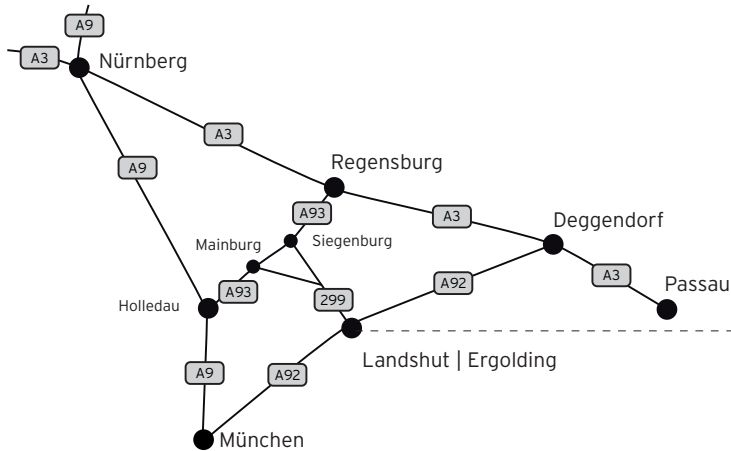 A9
A3
Nürnberg
A3
Regensburg
A9
A93
A3
Deggendorf
Siegenburg
Mainburg
A3
Passau
A92
A93
299
Holledau
Landshut | Ergolding
A9
A92
München